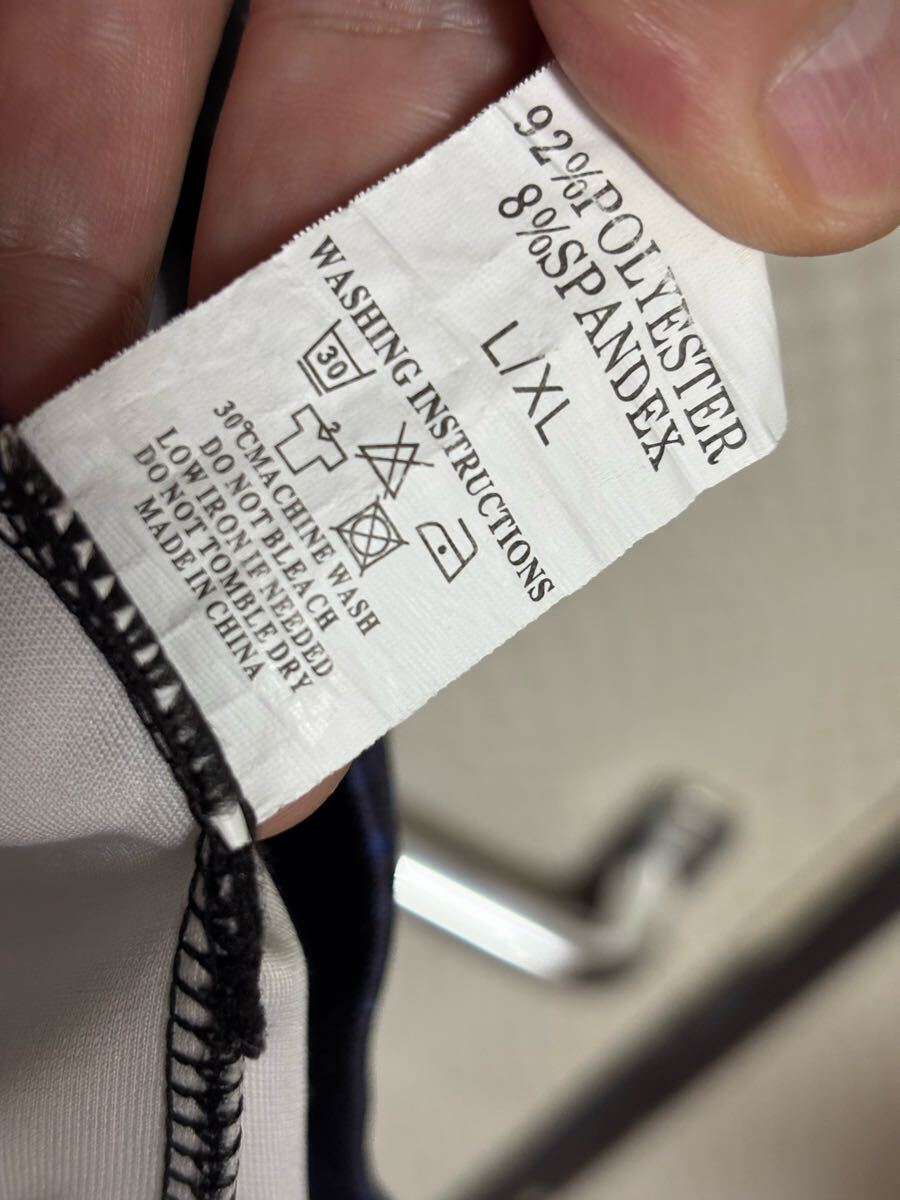 92%POLYESTER
8%SPANDEX
L/XL
WASHING INSTRUCTIONS
30
2
30℃MACHINE WASH
DO NOT BLEACH
LOW IRON IF NEEDED
DO NOT TOMBLE DRY
MADE IN CHINA